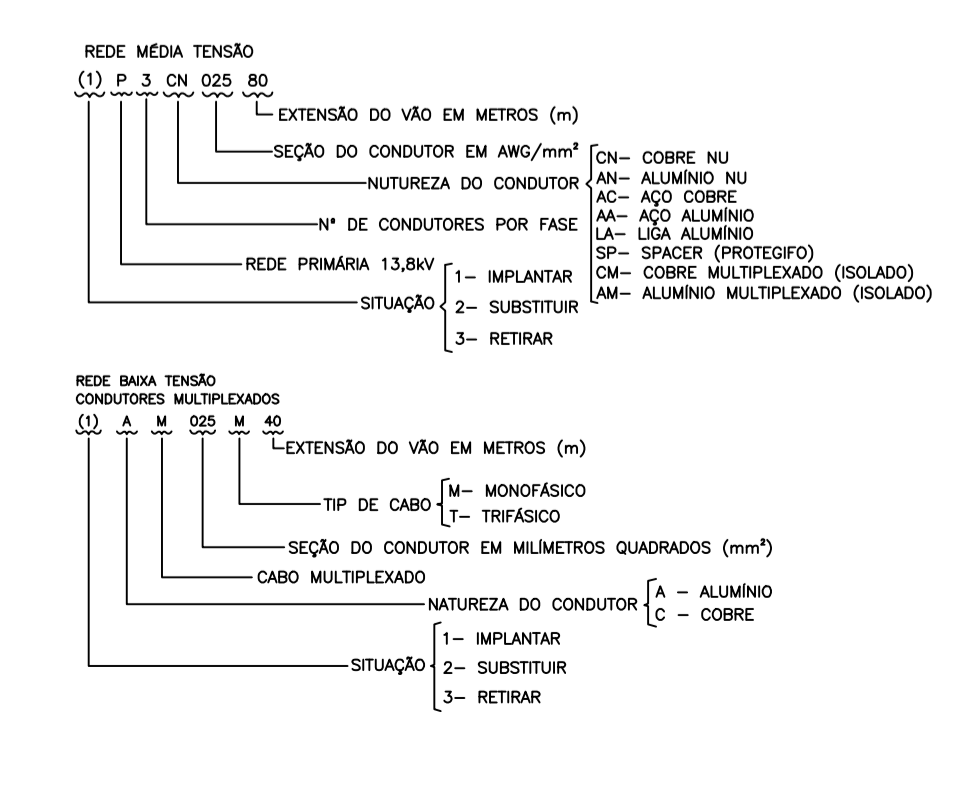 REDE MÉDIA TENSÃO
(1) P 3 CN 025 80
EXTENSÃO DO VÃO EM METROS (m)
SEÇÃO DO CONDUTOR EM AWG/mm²
NUTUREZA DO CONDUTOR
CN– COBRE NU
AN– ALUMÍNIO NU
AC– AÇO COBRE
AA– AÇO ALUMÍNIO
LA– LIGA ALUMÍNIO
SP– SPACER (PROTEGIFO)
CM– COBRE MULTIPLEXADO (ISOLADO)
AM– ALUMÍNIO MULTIPLEXADO (ISOLADO)
Nº DE CONDUTORES POR FASE
REDE PRIMÁRIA 13,8kV
SITUAÇÃO
1– IMPLANTAR
2– SUBSTITUIR
3– RETIRAR
REDE BAIXA TENSÃO
CONDUTORES MULTIPLEXADOS
(1) A M 025 M 40
EXTENSÃO DO VÃO EM METROS (m)
TIP DE CABO
M– MONOFÁSICO
T– TRIFÁSICO
SEÇÃO DO CONDUTOR EM MILÍMETROS QUADRADOS (mm²)
CABO MULTIPLEXADO
NATUREZA DO CONDUTOR
A – ALUMÍNIO
C – COBRE
SITUAÇÃO
1– IMPLANTAR
2– SUBSTITUIR
3– RETIRAR